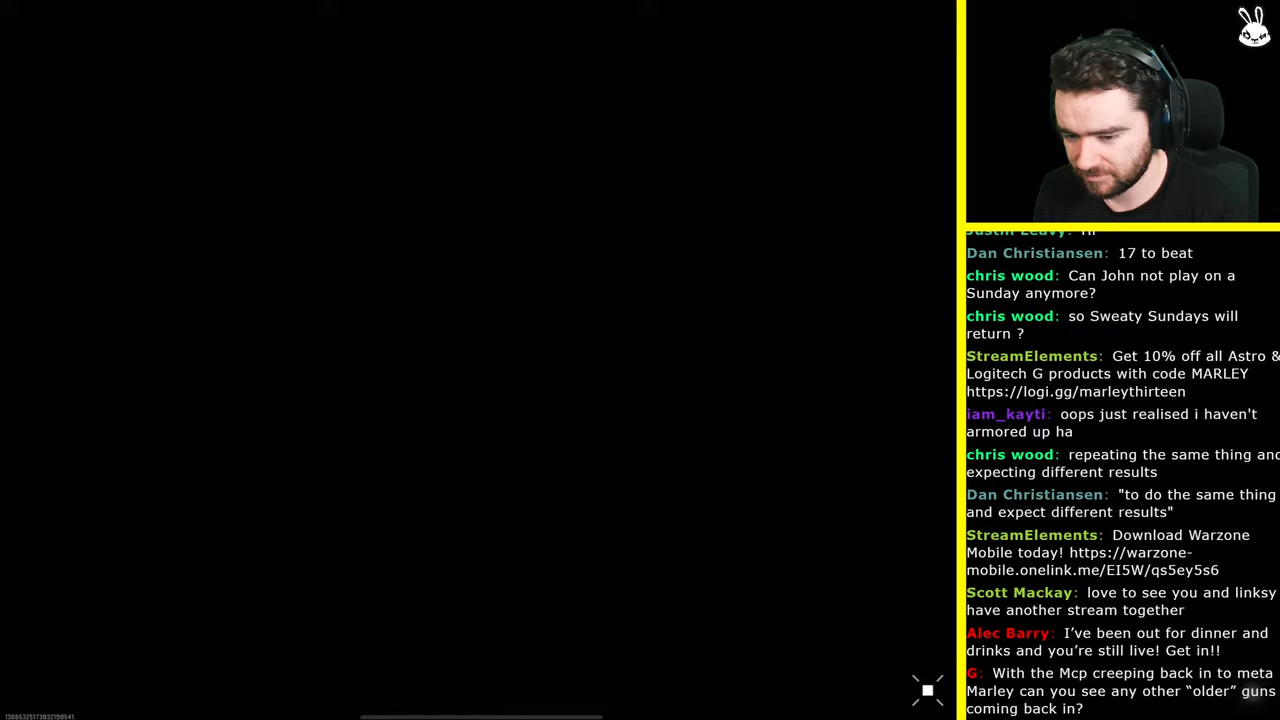 Dan Christiansen: 17 to beat
chris wood: Can John not play on a
Sunday anymore?
chris wood: so Sweaty Sundays will
return ?
StreamElements: Get 10% off all Astro &
Logitech G products with code MARLEY
https://logi.gg/marleythirteen
iam_kayti: oops just realised i haven't
armored up ha
chris wood: repeating the same thing and
expecting different results
Dan Christiansen: "to do the same thing
and expect different results"
StreamElements: Download Warzone
Mobile today! https://warzone-
mobile.onelink.me/EI5W/qs5ey5s6
Scott Mackay: love to see you and linksy
have another stream together
Alec Barry: I’ve been out for dinner and
drinks and you’re still live! Get in!!
G: With the Mcp creeping back in to meta
Marley can you see any other “older” guns
coming back in?